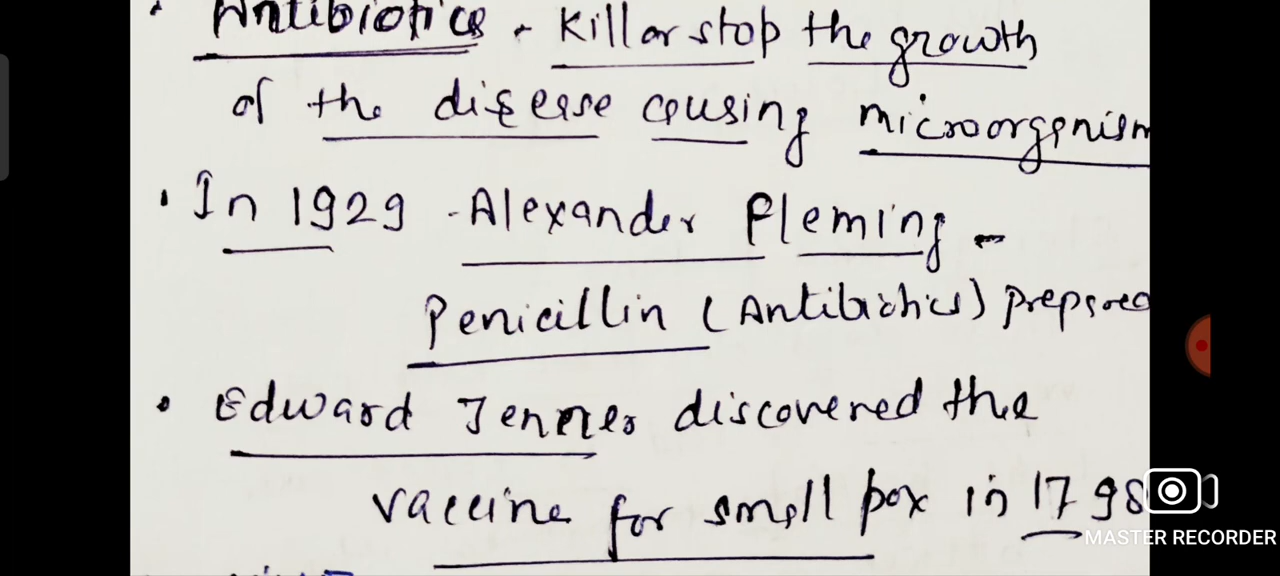 • Antibiotics - Kill or stop the growth
of the disease causing microorganism
• In 1929 - Alexander Fleming -
Penicillin (Antibiotics) prepared
• Edward Jenner discovered the
vaccine for small pox in 1798
MASTER RECORDER